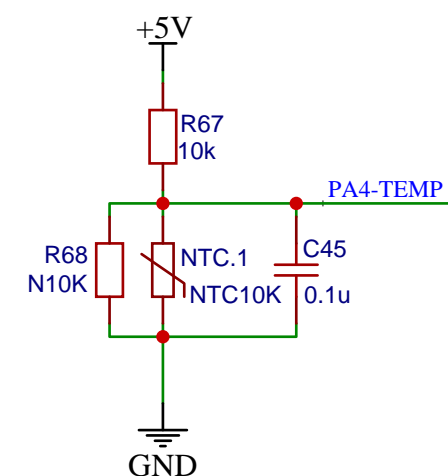 +5V
R67
10k
PA4-TEMP
R68
N10K
NTC.1
NTC10K
C45
0.1u
GND